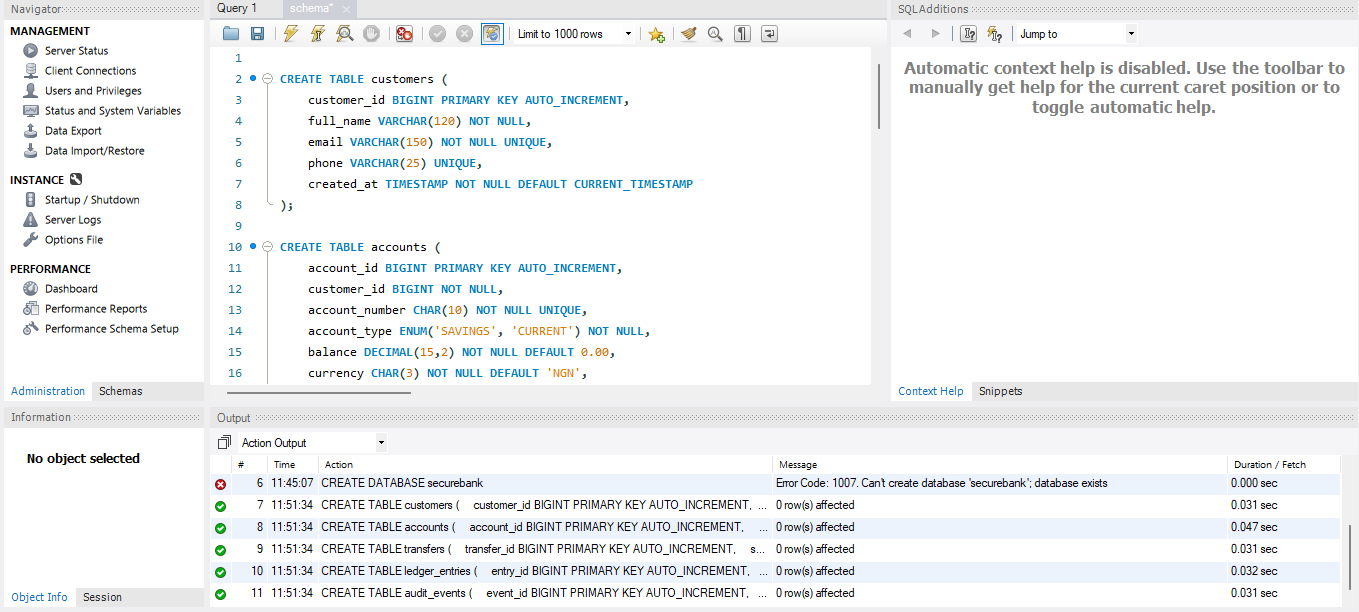 Navigator
MANAGEMENT
Server Status
Client Connections
Users and Privileges
Status and System Variables
Data Export
Data Import/Restore
INSTANCE
Startup / Shutdown
Server Logs
Options File
PERFORMANCE
Dashboard
Performance Reports
Performance Schema Setup
Administration Schemas
Information
No object selected
Object Info Session
Query 1 schema*
Limit to 1000 rows
1
2 CREATE TABLE customers (
3 customer_id BIGINT PRIMARY KEY AUTO_INCREMENT,
4 full_name VARCHAR(120) NOT NULL,
5 email VARCHAR(150) NOT NULL UNIQUE,
6 phone VARCHAR(25) UNIQUE,
7 created_at TIMESTAMP NOT NULL DEFAULT CURRENT_TIMESTAMP
8 );
9
10 CREATE TABLE accounts (
11 account_id BIGINT PRIMARY KEY AUTO_INCREMENT,
12 customer_id BIGINT NOT NULL,
13 account_number CHAR(10) NOT NULL UNIQUE,
14 account_type ENUM('SAVINGS', 'CURRENT') NOT NULL,
15 balance DECIMAL(15,2) NOT NULL DEFAULT 0.00,
16 currency CHAR(3) NOT NULL DEFAULT 'NGN',
SQLAdditions
Jump to
Automatic context help is disabled. Use the toolbar to
manually get help for the current caret position or to
toggle automatic help.
Context Help Snippets
Output
Action Output
# Time Action Message Duration / Fetch
6 11:45:07 CREATE DATABASE securebank Error Code: 1007. Can't create database 'securebank'; database exists 0.000 sec
7 11:51:34 CREATE TABLE customers ( customer_id BIGINT PRIMARY KEY AUTO_INCREMENT, ... 0 row(s) affected 0.031 sec
8 11:51:34 CREATE TABLE accounts ( account_id BIGINT PRIMARY KEY AUTO_INCREMENT, ... 0 row(s) affected 0.047 sec
9 11:51:34 CREATE TABLE transfers ( transfer_id BIGINT PRIMARY KEY AUTO_INCREMENT, s... 0 row(s) affected 0.031 sec
10 11:51:34 CREATE TABLE ledger_entries ( entry_id BIGINT PRIMARY KEY AUTO_INCREMENT, ... 0 row(s) affected 0.032 sec
11 11:51:34 CREATE TABLE audit_events ( event_id BIGINT PRIMARY KEY AUTO_INCREMENT, ... 0 row(s) affected 0.031 sec